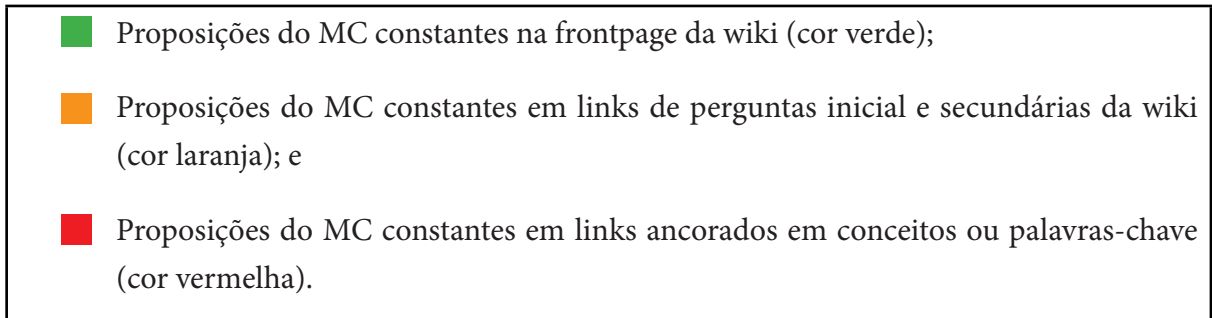 Proposições do MC constantes na frontpage da wiki (cor verde);
Proposições do MC constantes em links de perguntas inicial e secundárias da wiki
(cor laranja); e
Proposições do MC constantes em links ancorados em conceitos ou palavras-chave
(cor vermelha).